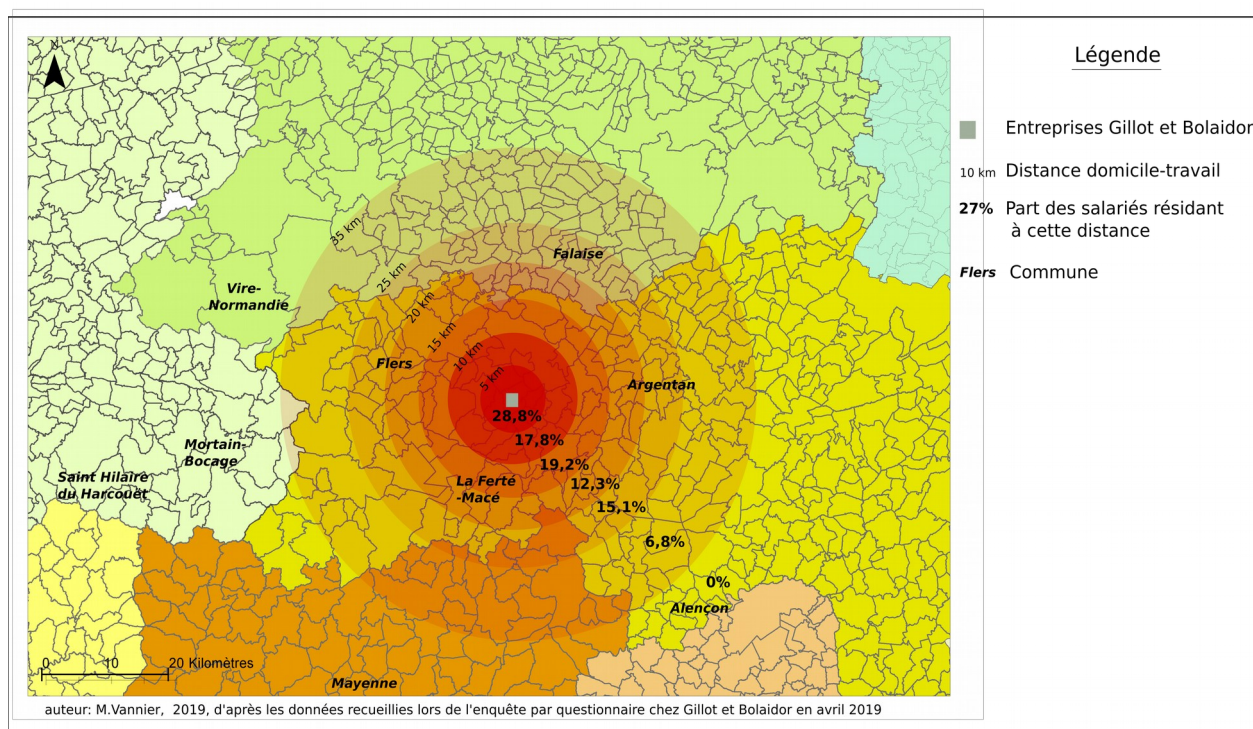 N
Légende
Entreprises Gillot et Bolaidor
10 km Distance domicile-travail
27% Part des salariés résidant
à cette distance
Flers Commune
35 km
25 km
20 km
15 km
10 km
5 km
Falaise
Vire-
Normandie
Flers
Argentan
28,8%
17,8%
19,2%
12,3%
15,1%
6,8%
0%
Mortain-
Bocage
Saint Hilaire
du Harcouët
La Ferté
-Macé
Alençon
Mayenne
0 10 20 Kilomètres
auteur: M.Vannier, 2019, d'après les données recueillies lors de l'enquête par questionnaire chez Gillot et Bolaidor en avril 2019